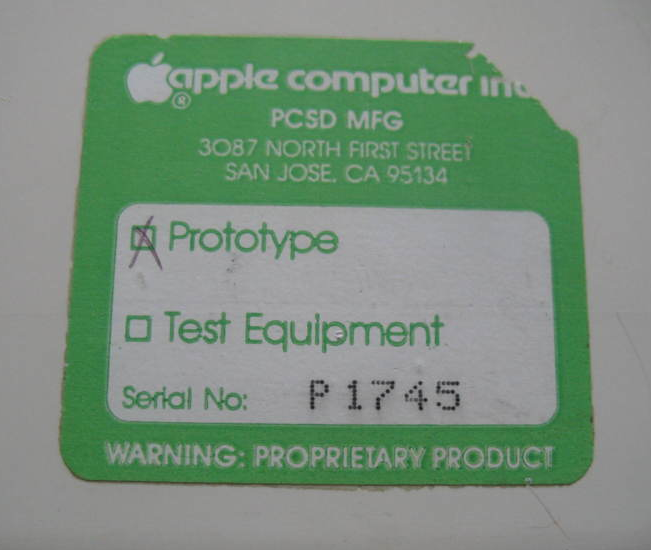 apple computer inc
®
PCSD MFG
3087 NORTH FIRST STREET
SAN JOSE, CA 95134
Prototype
Test Equipment
Serial No: P1745
WARNING: PROPRIETARY PRODUCT